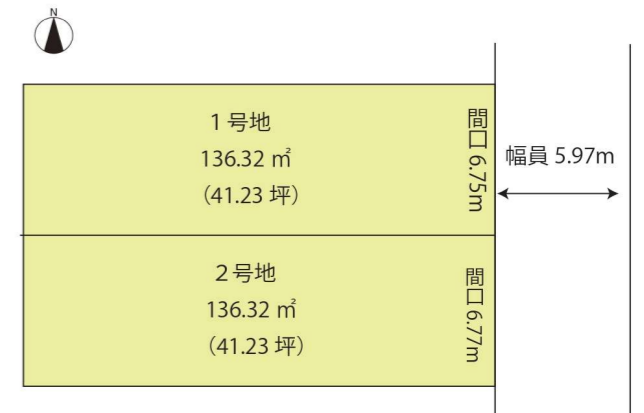 N
1号地
136.32 ㎡
（41.23 坪）
間口 6.75m
幅員 5.97m
２号地
136.32 ㎡
（41.23 坪）
間口 6.77m